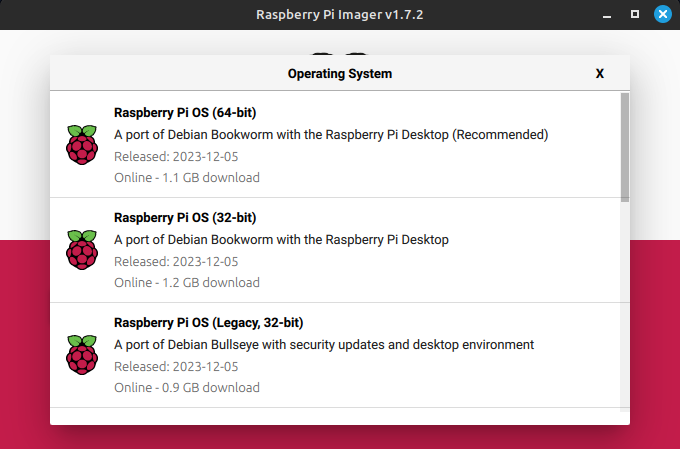 Raspberry Pi Imager v1.7.2
Operating System
X
Raspberry Pi OS (64-bit)
A port of Debian Bookworm with the Raspberry Pi Desktop (Recommended)
Released: 2023-12-05
Online - 1.1 GB download
Raspberry Pi OS (32-bit)
A port of Debian Bookworm with the Raspberry Pi Desktop
Released: 2023-12-05
Online - 1.2 GB download
Raspberry Pi OS (Legacy, 32-bit)
A port of Debian Bullseye with security updates and desktop environment
Released: 2023-12-05
Online - 0.9 GB download